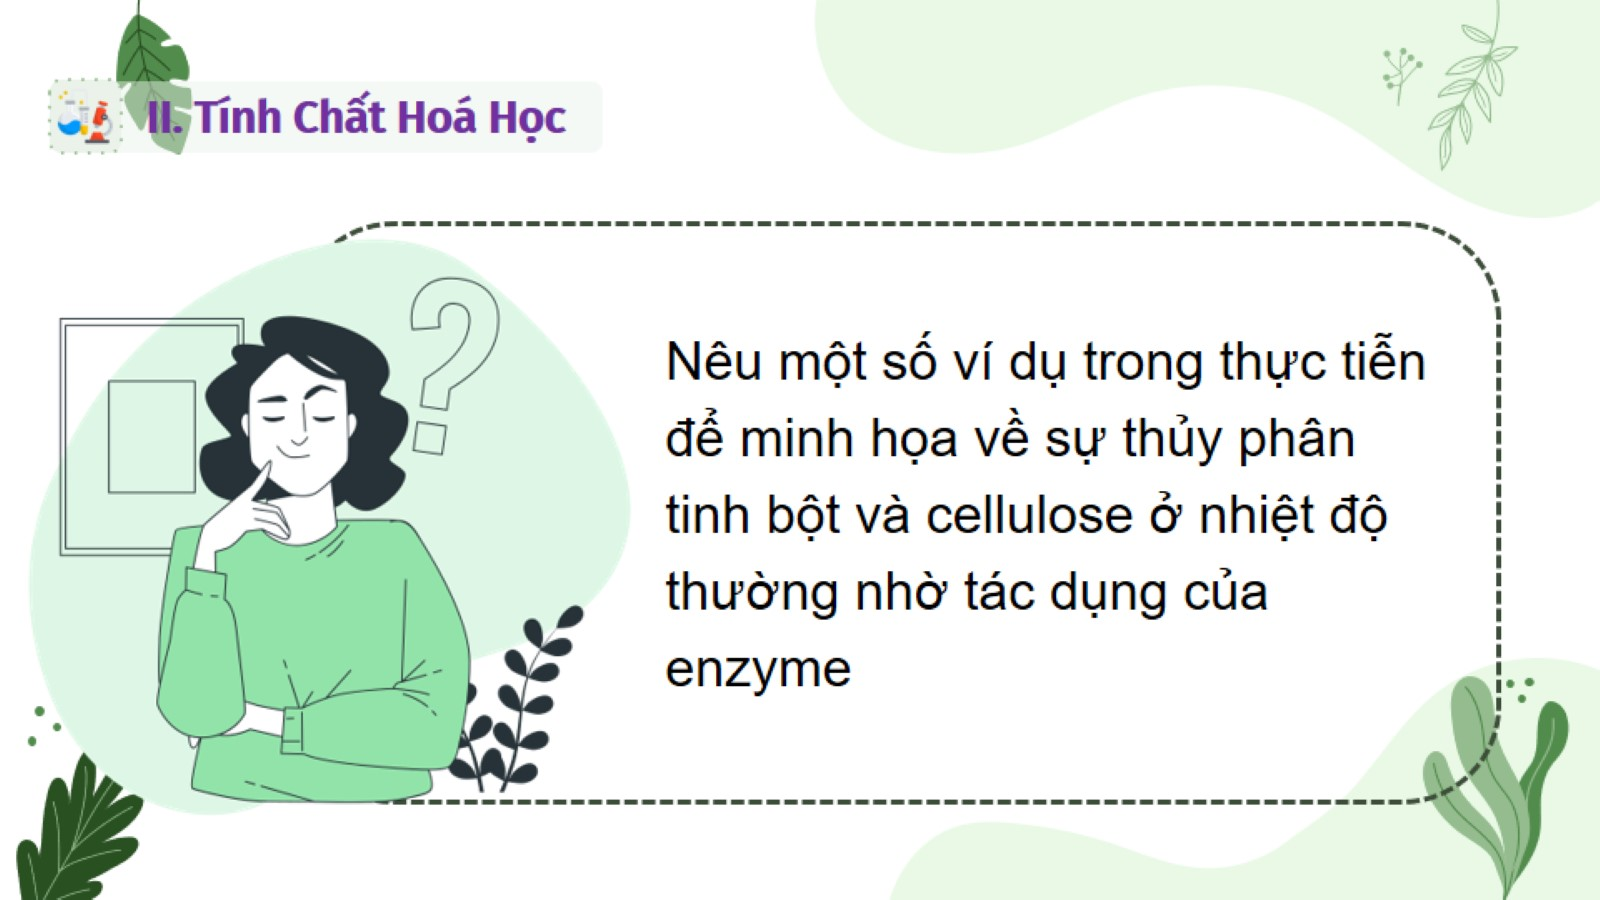 II. Tính Chất Hoá Học
Nêu một số ví dụ trong thực tiễn
để minh họa về sự thủy phân
tinh bột và cellulose ở nhiệt độ
thường nhờ tác dụng của
enzyme